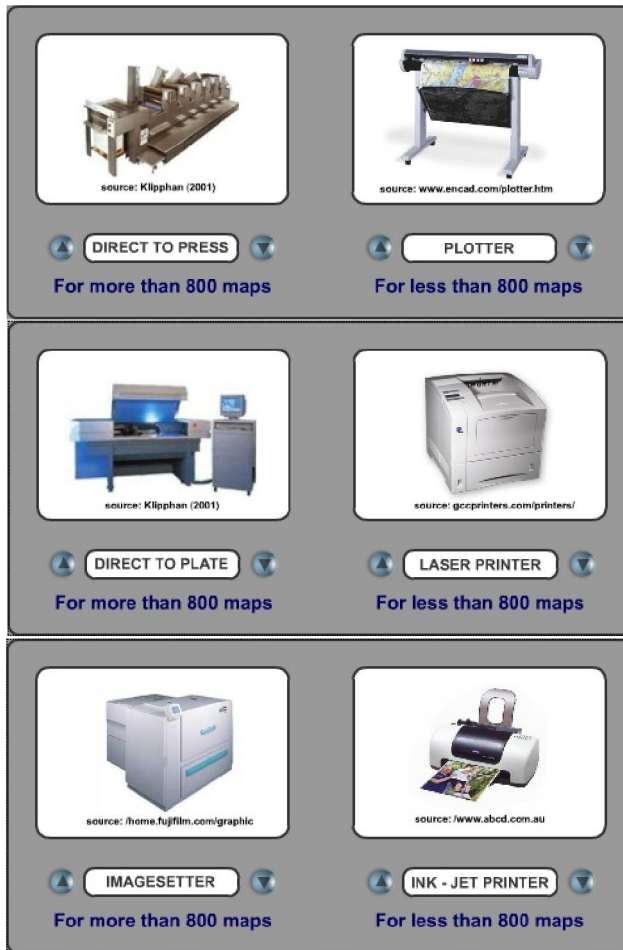 source: Klipphan (2001)
source: www.encad.com/plotter.htm
DIRECT TO PRESS
PLOTTER
For more than 800 maps
For less than 800 maps
source: Klipphan (2001)
source: gccprinters.com/printers/
DIRECT TO PLATE
LASER PRINTER
For more than 800 maps
For less than 800 maps
source: /home.fujifilm.com/graphic
source: /www.abcd.com.au
IMAGESETTER
INK - JET PRINTER
For more than 800 maps
For less than 800 maps